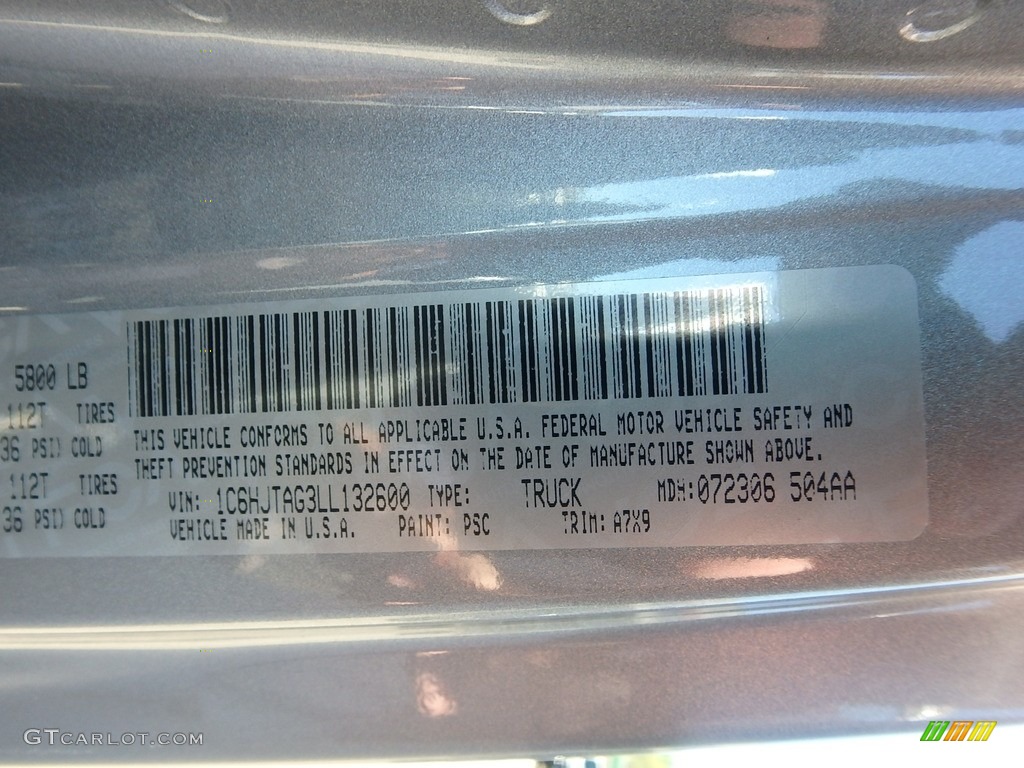 5800 LB
112T TIRES
36 PSI) COLD
112T TIRES
36 PSI) COLD
THIS VEHICLE CONFORMS TO ALL APPLICABLE U.S.A. FEDERAL MOTOR VEHICLE SAFETY AND
THEFT PREVENTION STANDARDS IN EFFECT ON THE DATE OF MANUFACTURE SHOWN ABOVE.
VIN: 1C6HJTAG3LL132600 TYPE: TRUCK MDH:072306 504AA
VEHICLE MADE IN U.S.A. PAINT: PSC TRIM: A7X9
GTCARLOT.COM